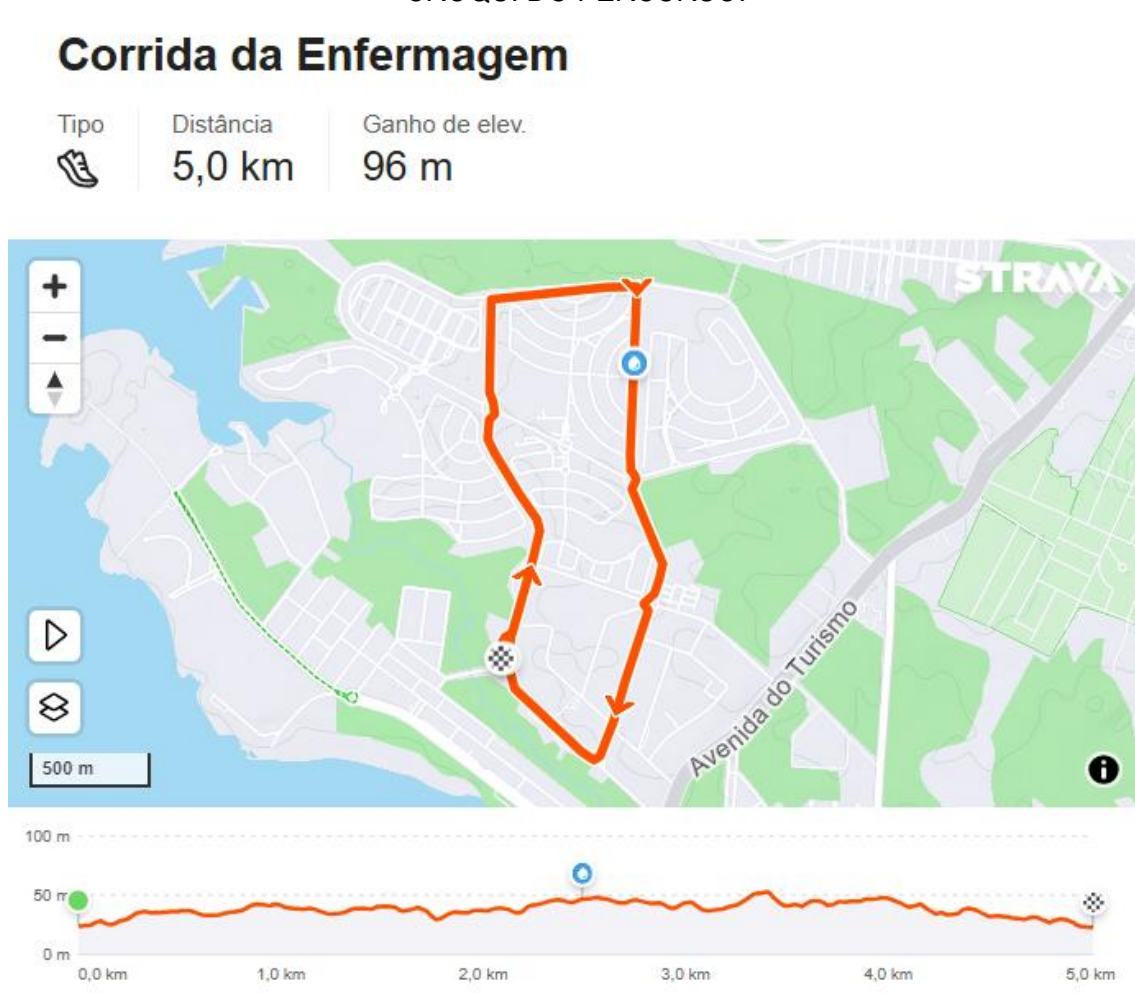 Corrida da Enfermagem
Tipo
Distância
Ganho de elev.
5,0 km
96 m
STRAVA
Avenida do Turismo
500 m
100 m
50 m
0 m
0,0 km
1,0 km
2,0 km
3,0 km
4,0 km
5,0 km